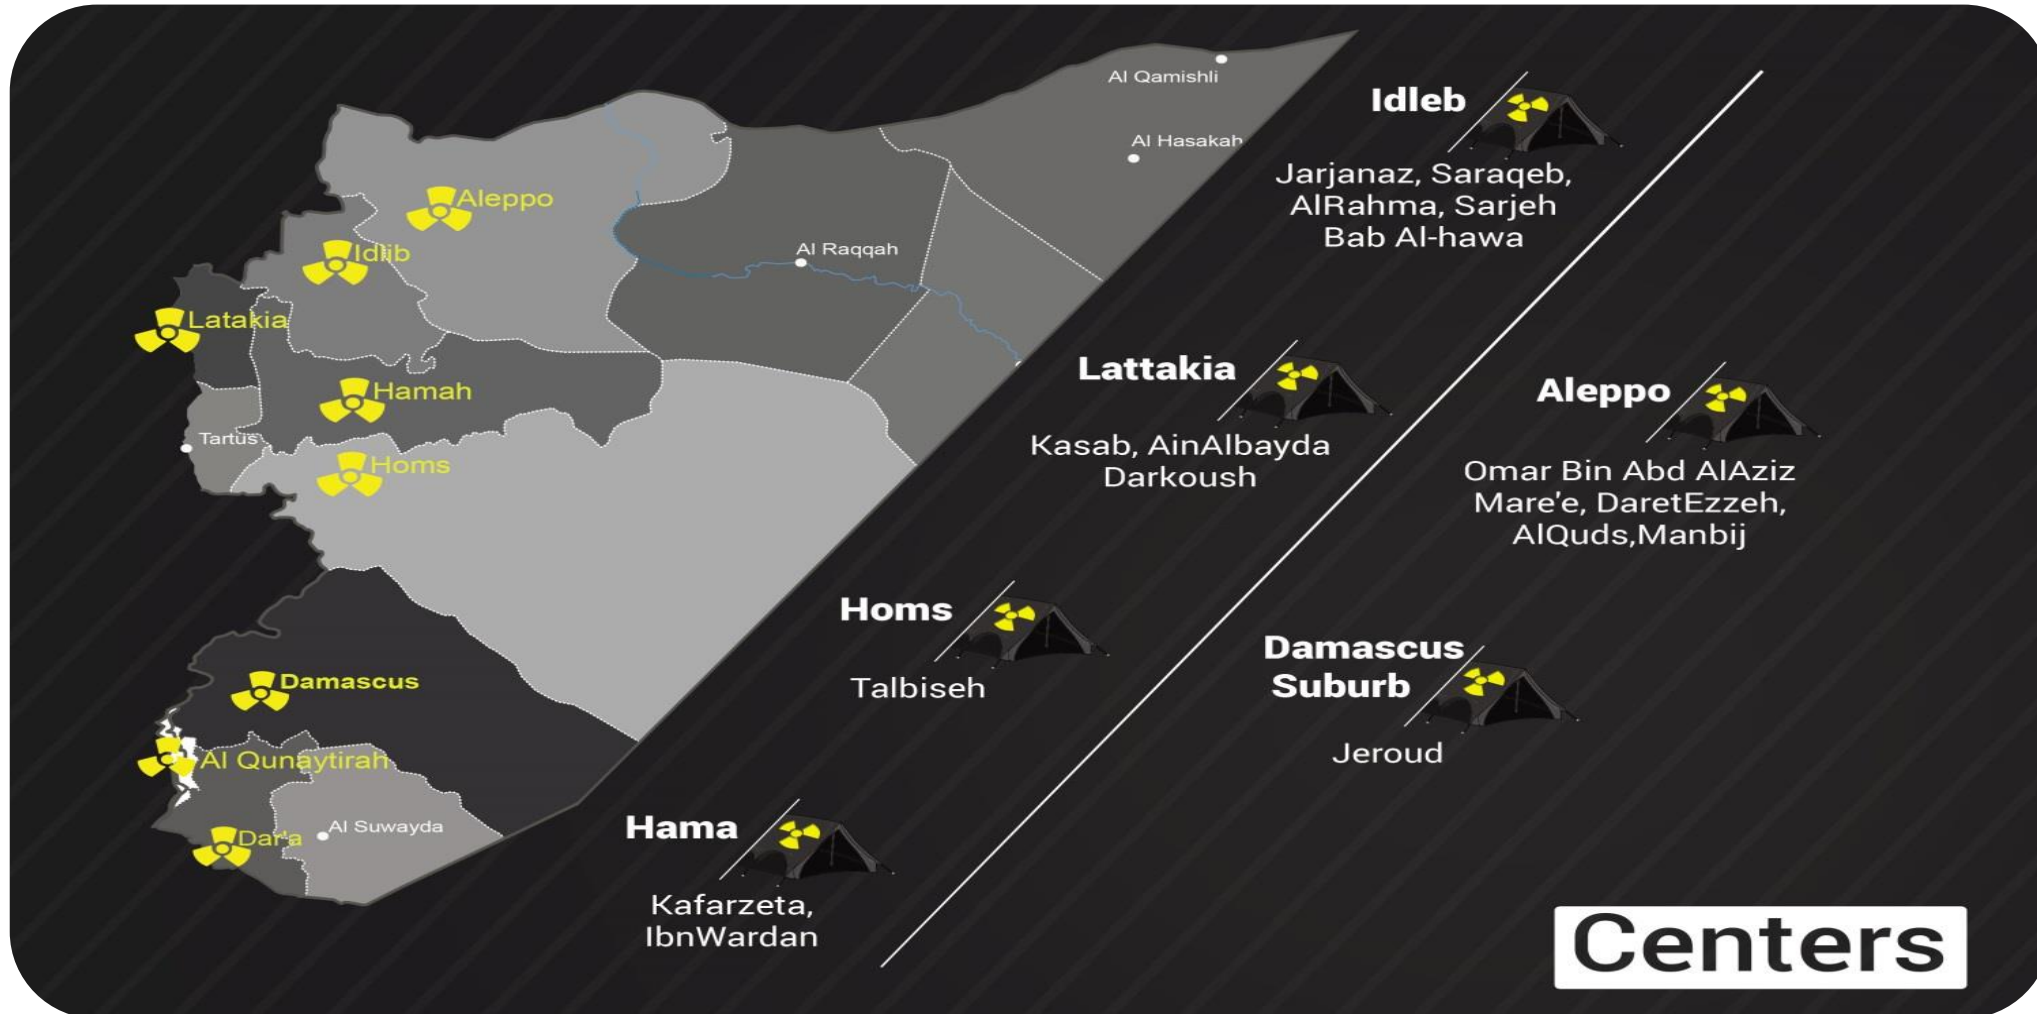 Al Qamishli
Al Hasakah
Aleppo
Idlib
Al Raqqah
Latakia
Hamah
Tartus
Homs
Damascus
Al Qunaytirah
Dar'a
Al Suwayda
Idleb
Jarjanaz, Saraqeb,
AlRahma, Sarjeh
Bab Al-hawa
Lattakia
Kasab, AinAlbayda
Darkoush
Aleppo
Omar Bin Abd AlAziz
Mare'e, DaretEzzeh,
AlQuds,Manbij
Homs
Talbiseh
Damascus
Suburb
Jeroud
Hama
Kafarzeta,
IbnWardan
Centers